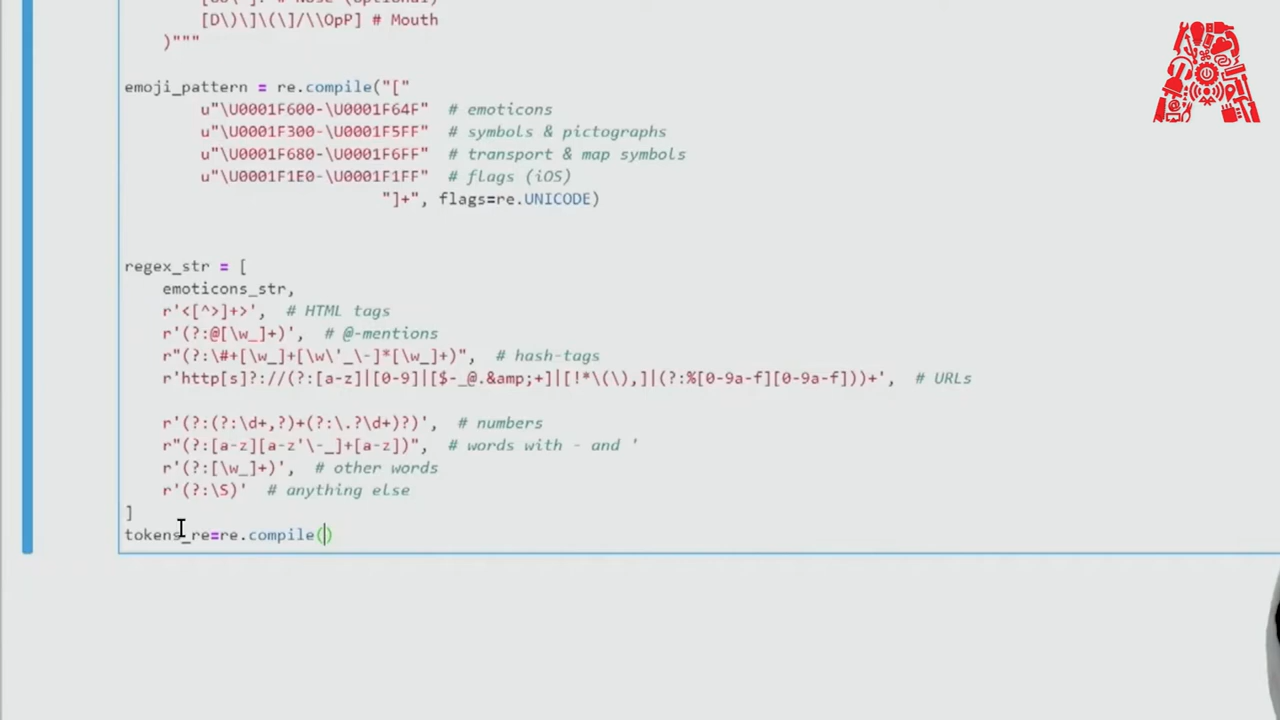 [D\)\]\(\]/\\OpP] # Mouth
)"""
emoji_pattern = re.compile("["
u"\U0001F600-\U0001F64F"  # emoticons
u"\U0001F300-\U0001F5FF"  # symbols & pictographs
u"\U0001F680-\U0001F6FF"  # transport & map symbols
u"\U0001F1E0-\U0001F1FF"  # flags (iOS)
"]+", flags=re.UNICODE)
regex_str = [
emoticons_str,
r'<[^>]+>',  # HTML tags
r'(?:@[\w_]+)',  # @-mentions
r"(?:\#+[\w_]+[\w\'_\-]*[\w_]+)",  # hash-tags
r'http[s]?://(?:[a-z]|[0-9]|[$-_@.&amp;+]|[!*\(\),]|(?:%[0-9a-f][0-9a-f]))+',  # URLs
r'(?:(?:\d+,?)+(?:\.?\d+)?)',  # numbers
r"(?:[a-z][a-z'\-_]+[a-z])",  # words with - and '
r'(?:[\w_]+)',  # other words
r'(?:\S)'  # anything else
]
tokens_re=re.compile()